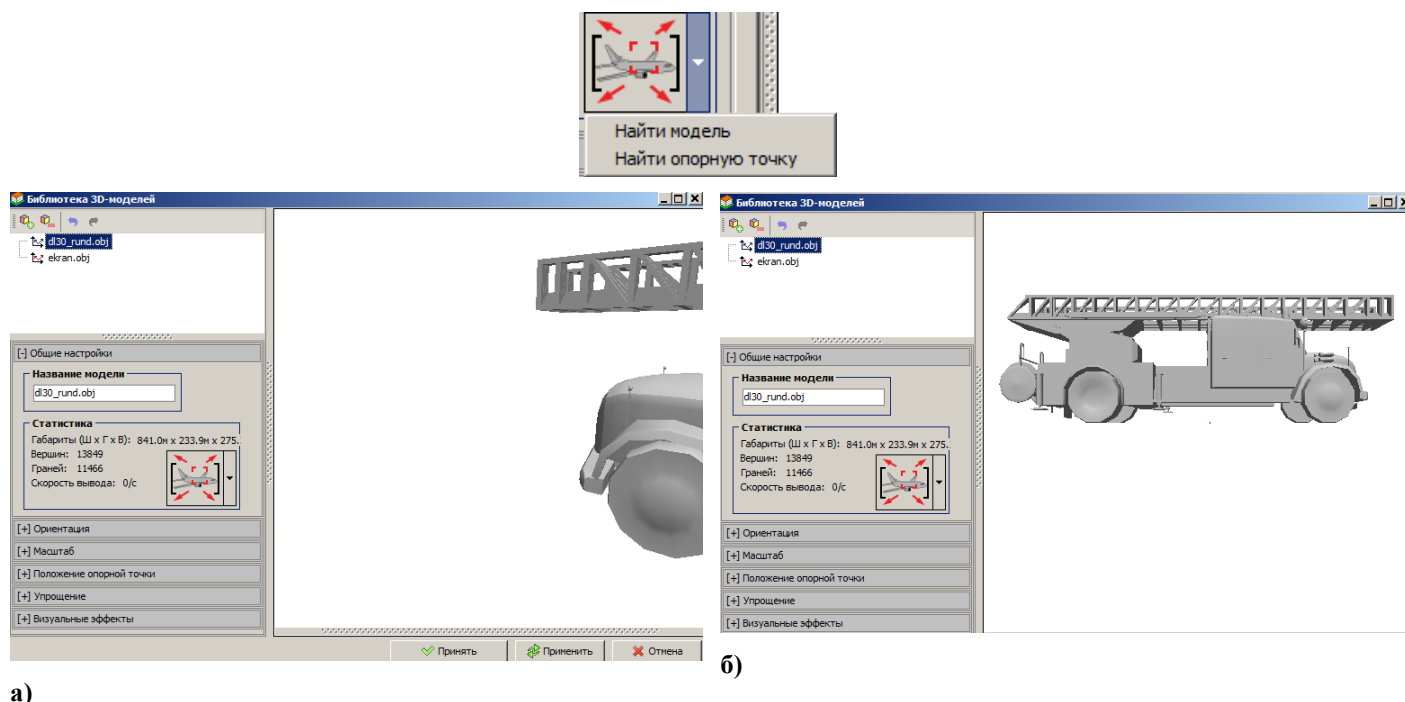 Найти модель
Найти опорную точку
Библиотека 3D-моделей
dl30_rund.obj
ekran.obj
[-] Общие настройки
Название модели
dl30_rund.obj
Статистика
Габариты (Ш x Г x В): 841.0м x 233.9м x 275.
Вершин: 13849
Граней: 11466
Скорость вывода: 0/с
[+] Ориентация
[+] Масштаб
[+] Положение опорной точки
[+] Упрощение
[+] Визуальные эффекты
Принять
Применить
Отмена
а)
Библиотека 3D-моделей
dl30_rund.obj
ekran.obj
[-] Общие настройки
Название модели
dl30_rund.obj
Статистика
Габариты (Ш x Г x В): 841.0м x 233.9м x 275.
Вершин: 13849
Граней: 11466
Скорость вывода: 0/с
[+] Ориентация
[+] Масштаб
[+] Положение опорной точки
[+] Упрощение
[+] Визуальные эффекты
б)